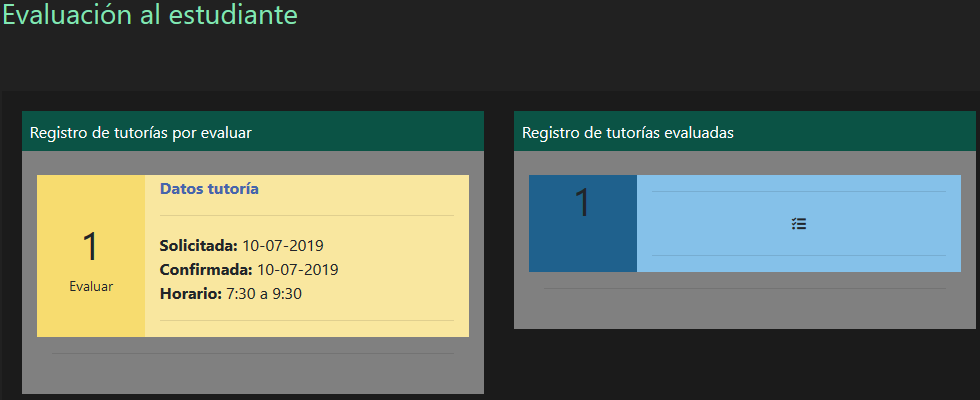 Evaluación al estudiante
Registro de tutorías por evaluar
1
Evaluar
Datos tutoría
Solicitada: 10-07-2019
Confirmada: 10-07-2019
Horario: 7:30 a 9:30
Registro de tutorías evaluadas
1